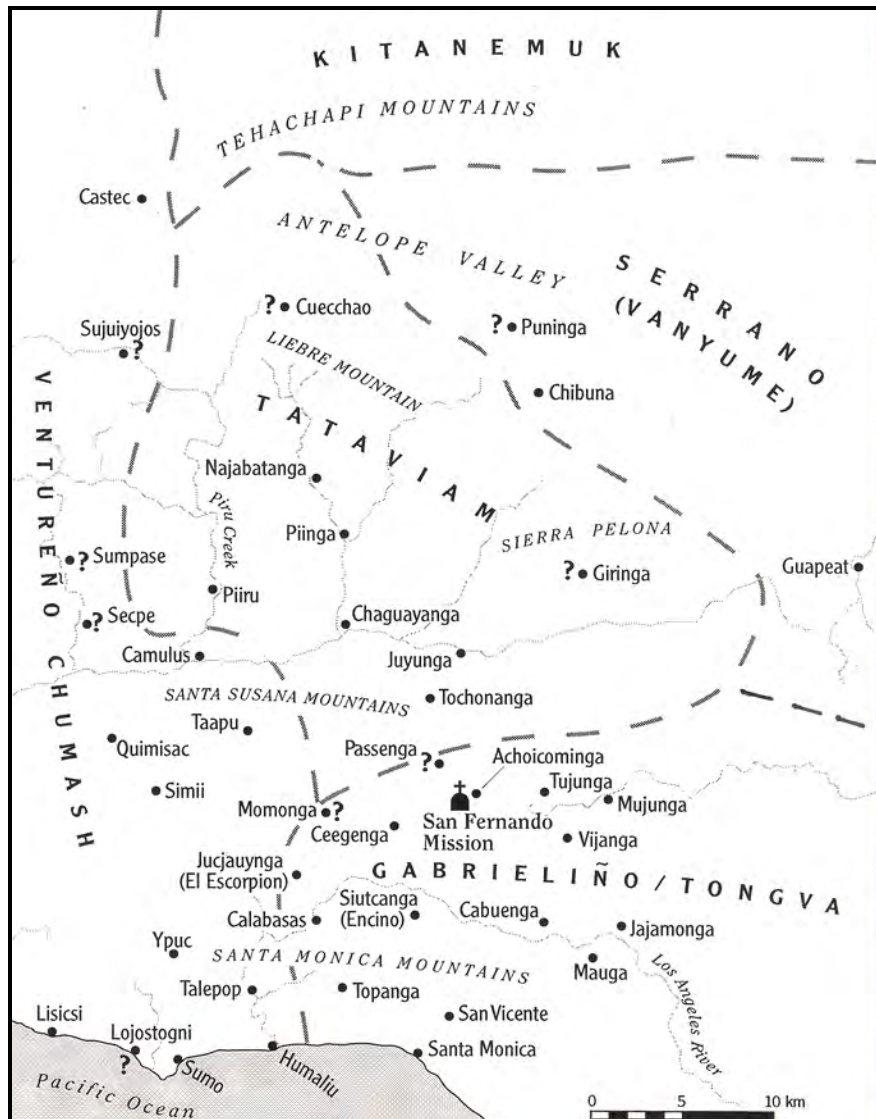 KITANEMUK
TEHACHAPI MOUNTAINS
Castec
ANTELOPE VALLEY
SERRANO
(VANYUME)
? Cuecchao
? Puninga
Sujuiyojos
?
LIEBRE MOUNTAIN
Chibuna
VENTUREÑO CHUMASH
TATAVIAM
Najabatanga
Piru Creek
Piinga
SIERRA PELONA
Sumpase
?
? Giringa
Guapeat
Piiru
Secpe
?
Chaguayanga
Camulus
Juyunga
SANTA SUSANA MOUNTAINS
Tochonanga
Taapu
Quimisac
Passenga
?
Achoicominga
Simii
Tujunga
Mujunga
Momonga
?
Ceegenga
San Fernando
Mission
Vijanga
Jucjauynga
(El Escorpion)
GABRIELIÑO/TONGVA
Siutcanga
(Encino)
Calabasas
Cabuenga
Jajamonga
Ypuc
SANTA MONICA MOUNTAINS
Mauga
Los Angeles River
Talepop
Topanga
San Vicente
Lisicsi
Lojostogni
?
Sumo
Humaliu
Santa Monica
Pacific Ocean
0 5 10 km